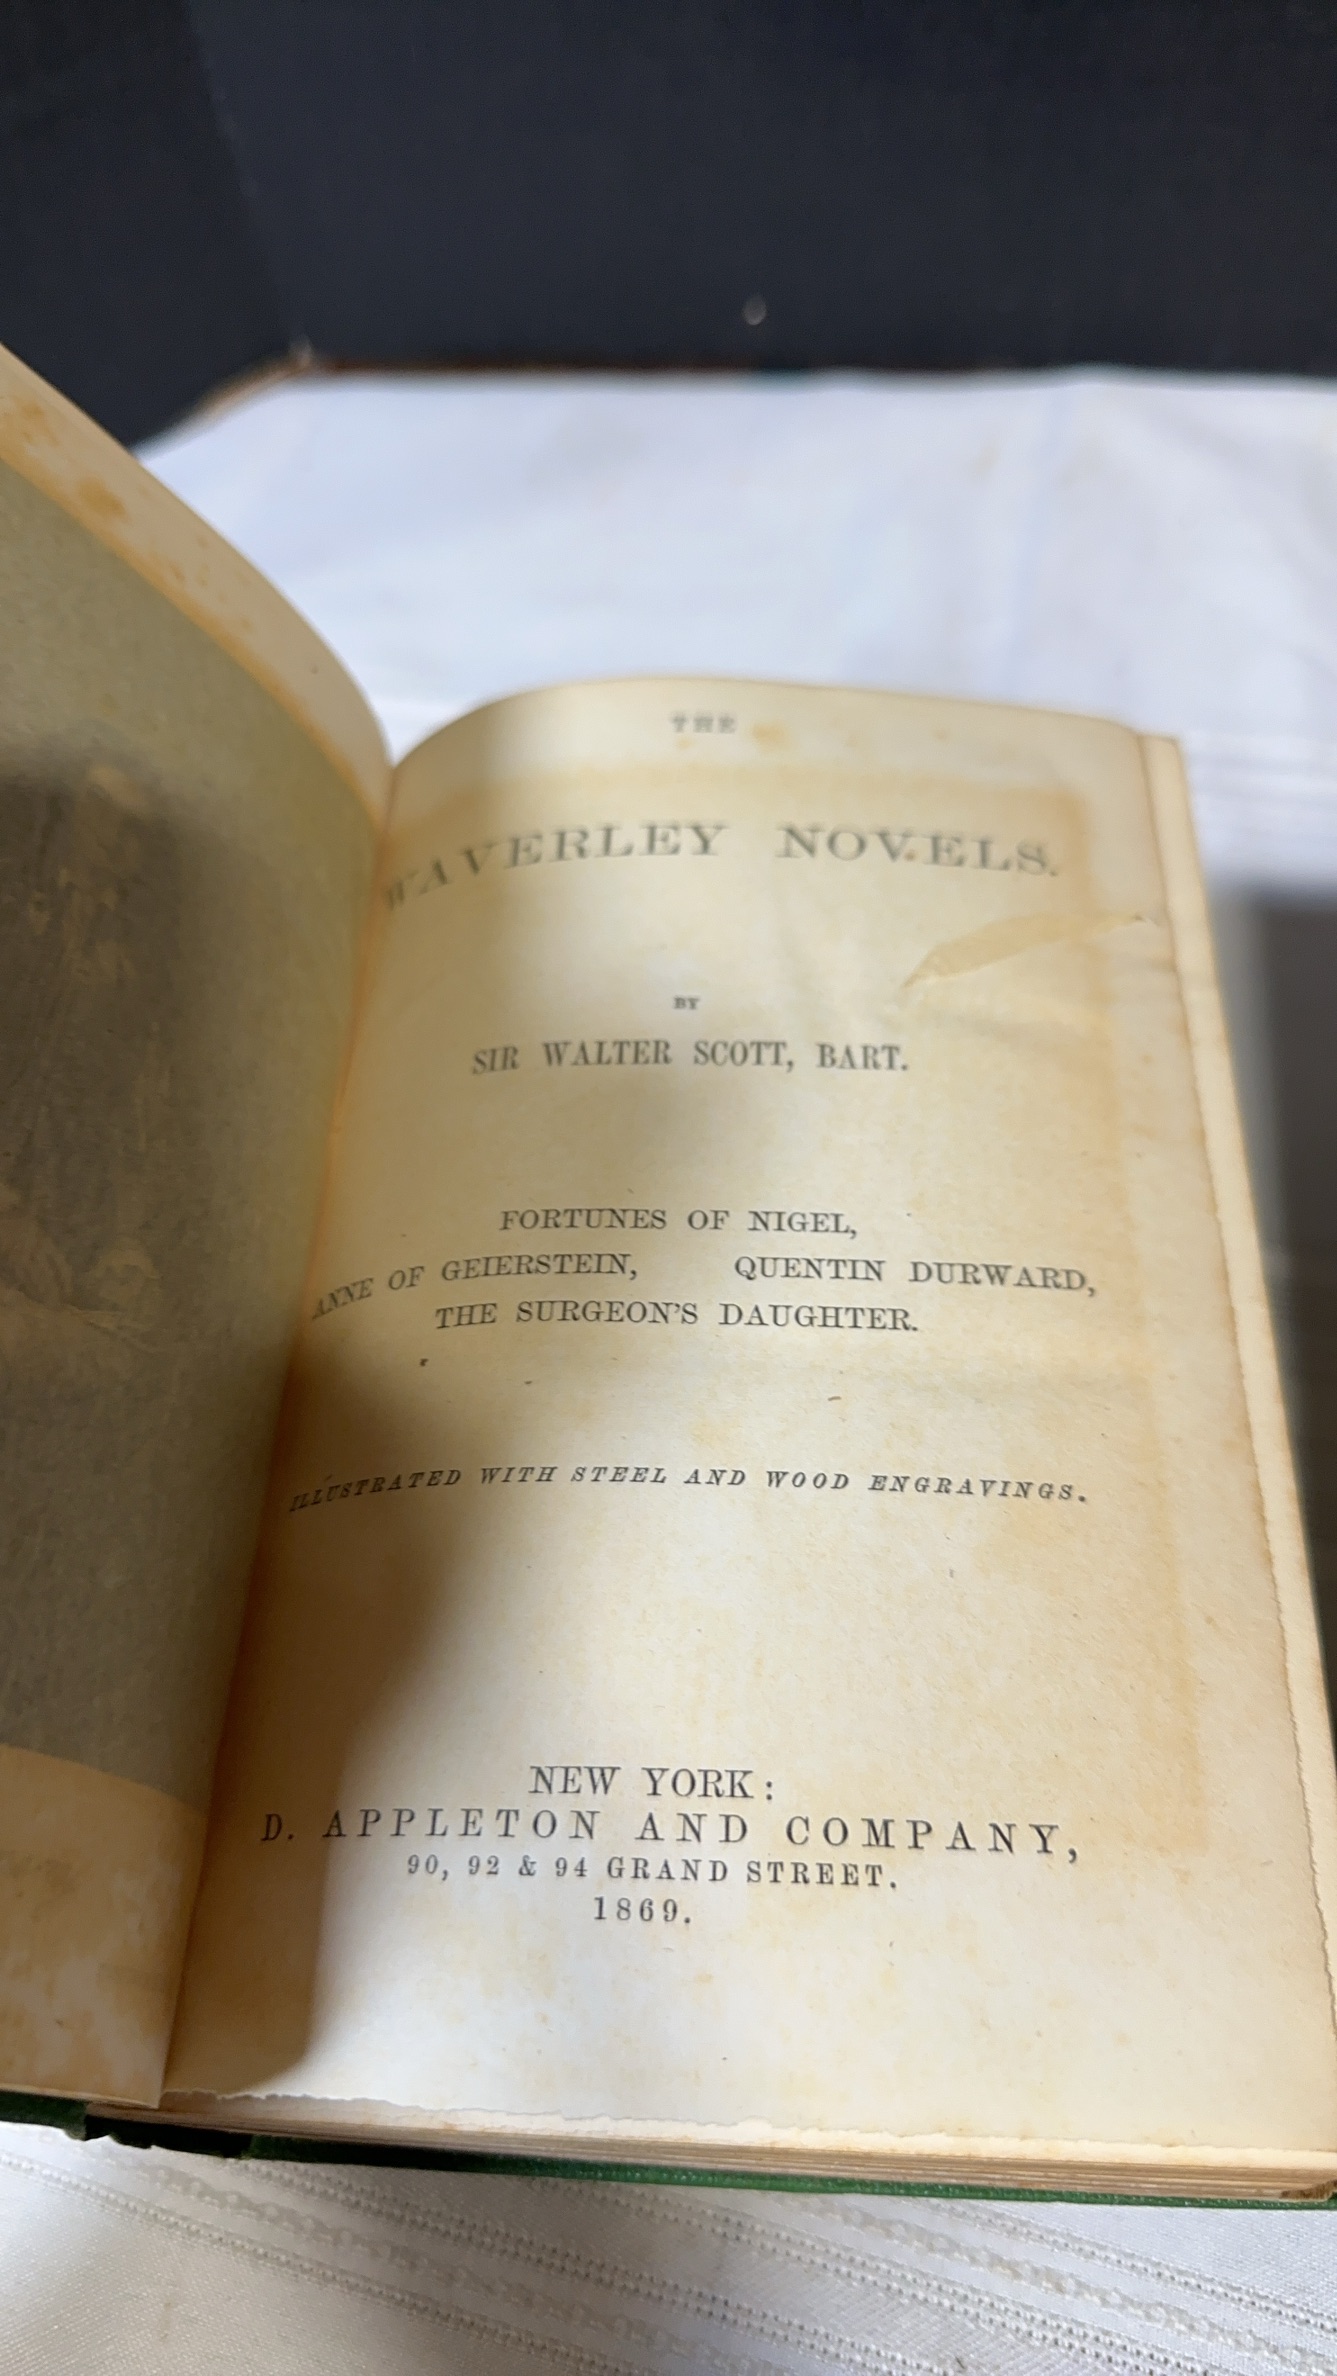 THE
WAVERLEY NOVELS.
BY
SIR WALTER SCOTT, BART.
FORTUNES OF NIGEL,
ANNE OF GEIERSTEIN, QUENTIN DURWARD,
THE SURGEON'S DAUGHTER.
ILLUSTRATED WITH STEEL AND WOOD ENGRAVINGS.
NEW YORK:
D. APPLETON AND COMPANY,
90, 92 & 94 GRAND STREET.
1869.